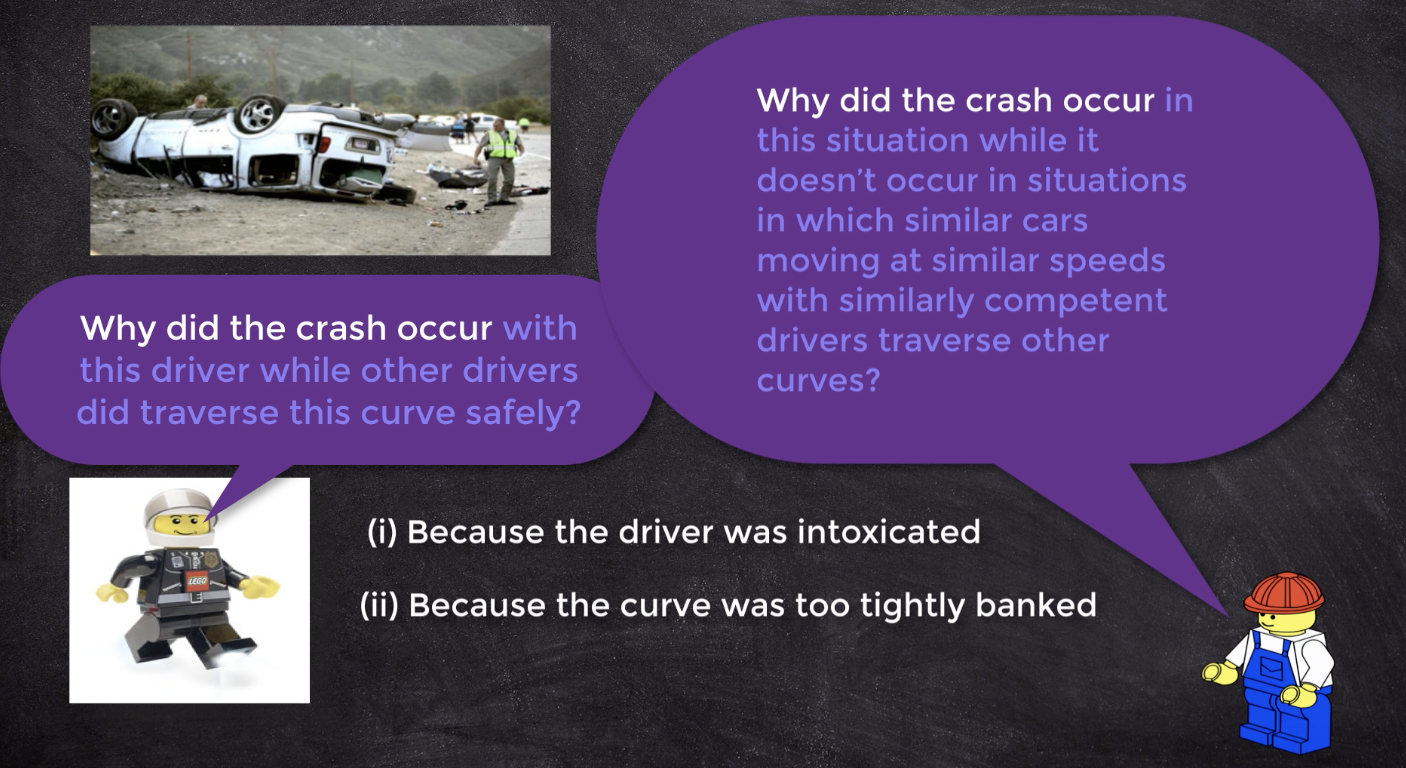 Why did the crash occur with
this driver while other drivers
did traverse this curve safely?
Why did the crash occur in
this situation while it
doesn’t occur in situations
in which similar cars
moving at similar speeds
with similarly competent
drivers traverse other
curves?
LEGO
(i) Because the driver was intoxicated
(ii) Because the curve was too tightly banked